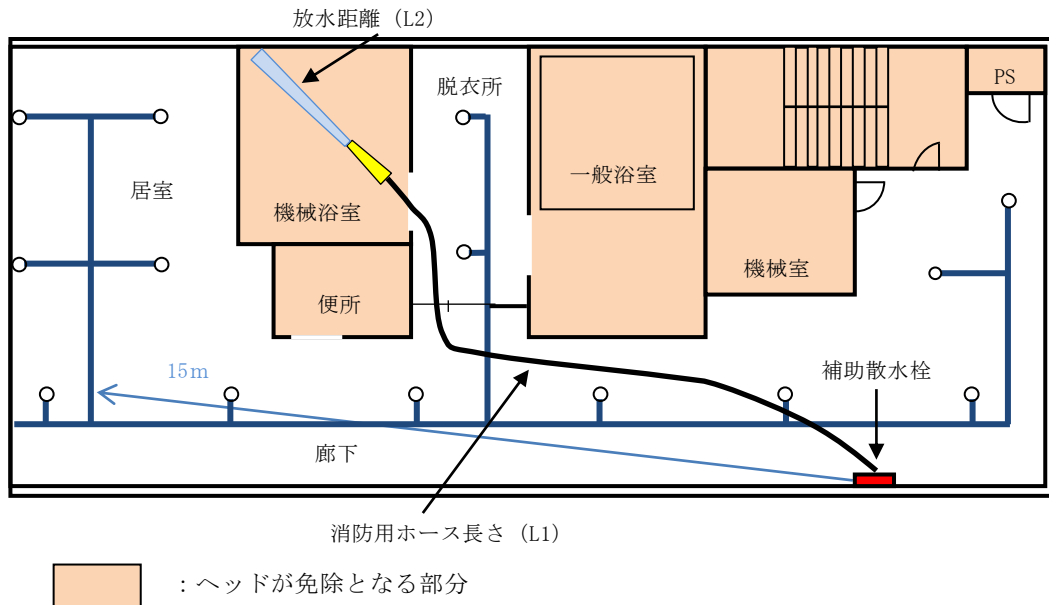 放水距離（L2）
PS
脱衣所
一般浴室
居室
機械浴室
機械室
便所
15m
補助散水栓
廊下
消防用ホース長さ（L1）
：ヘッドが免除となる部分